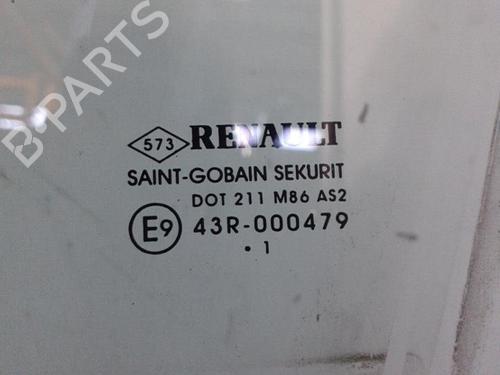 573 RENAULT
SAINT-GOBAIN SEKURIT
DOT 211 M86 AS2
E9 43R-000479
• 1
B-PARTS